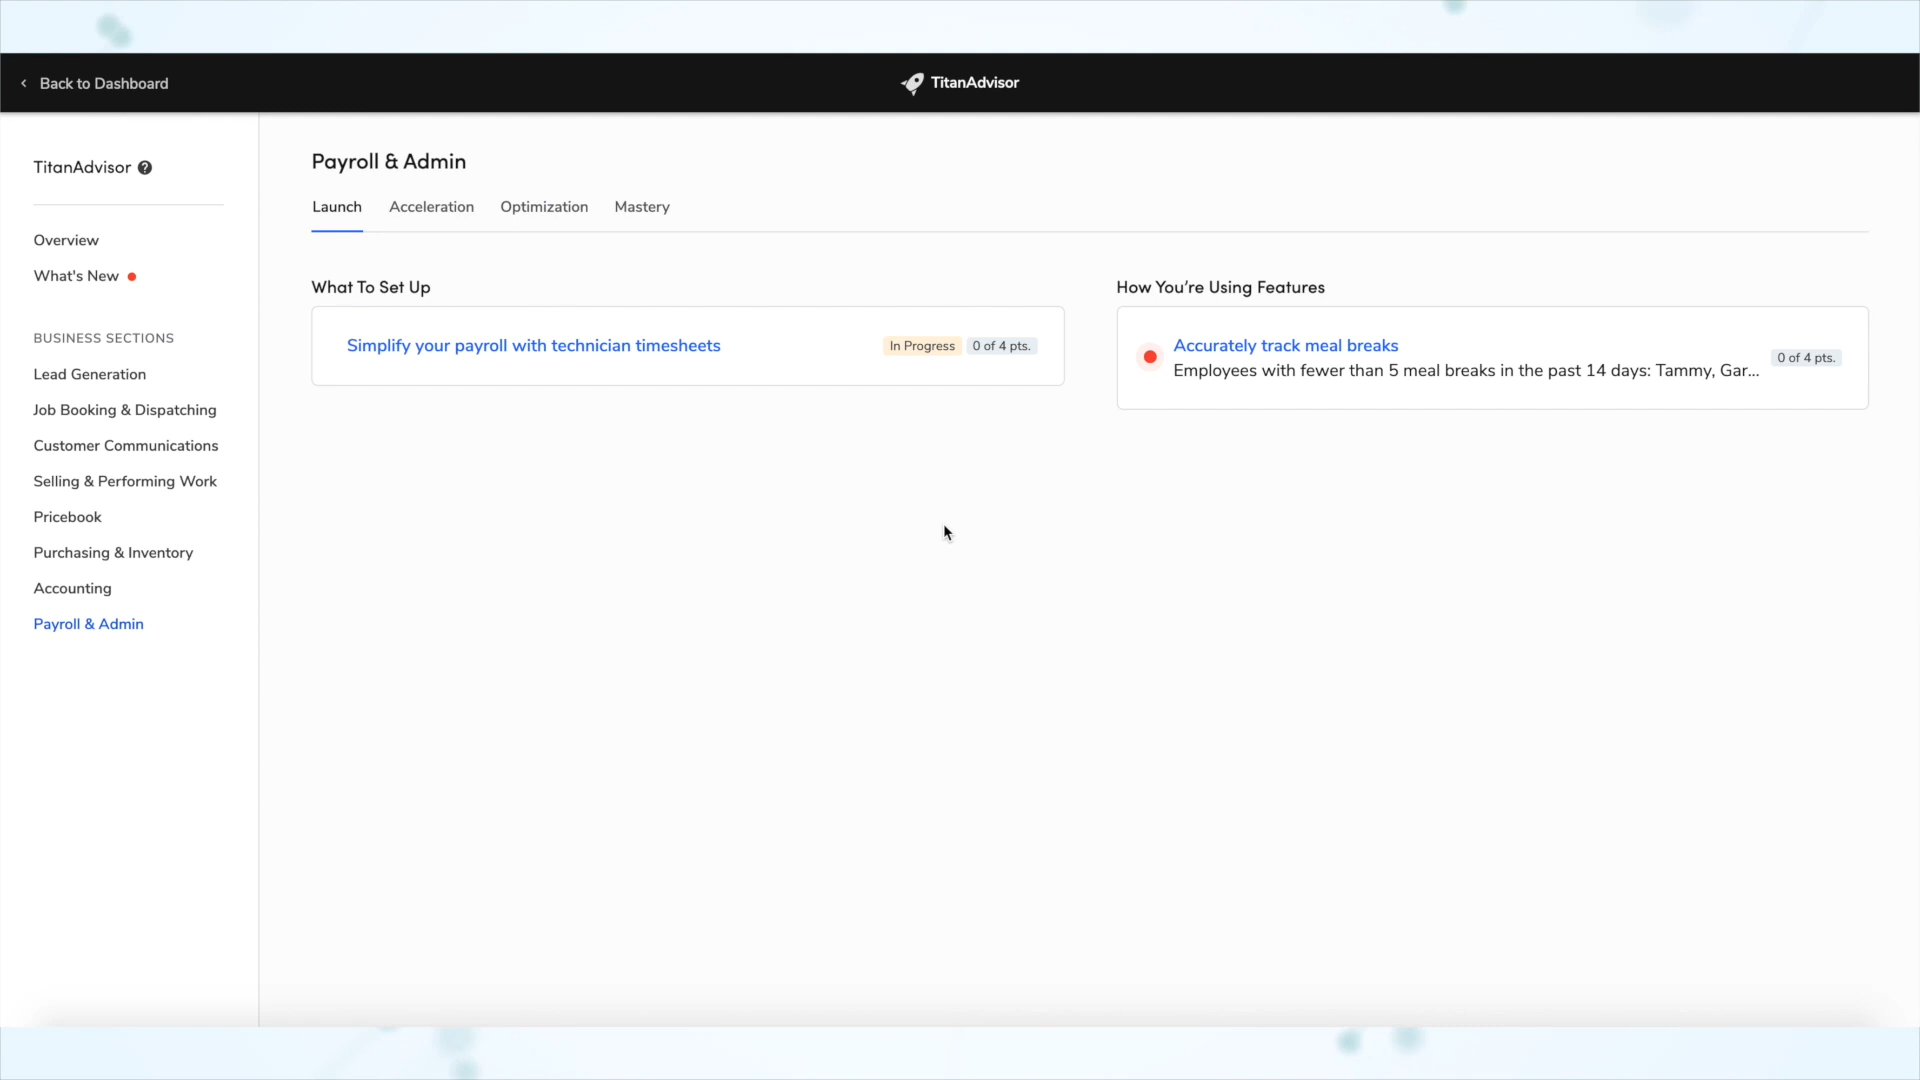 Back to Dashboard
TitanAdvisor
TitanAdvisor
Overview
What's New
BUSINESS SECTIONS
Lead Generation
Job Booking & Dispatching
Customer Communications
Selling & Performing Work
Pricebook
Purchasing & Inventory
Accounting
Payroll & Admin
Payroll & Admin
Launch Acceleration Optimization Mastery
What To Set Up
Simplify your payroll with technician timesheets In Progress 0 of 4 pts.
How You’re Using Features
Accurately track meal breaks
Employees with fewer than 5 meal breaks in the past 14 days: Tammy, Gar...
0 of 4 pts.